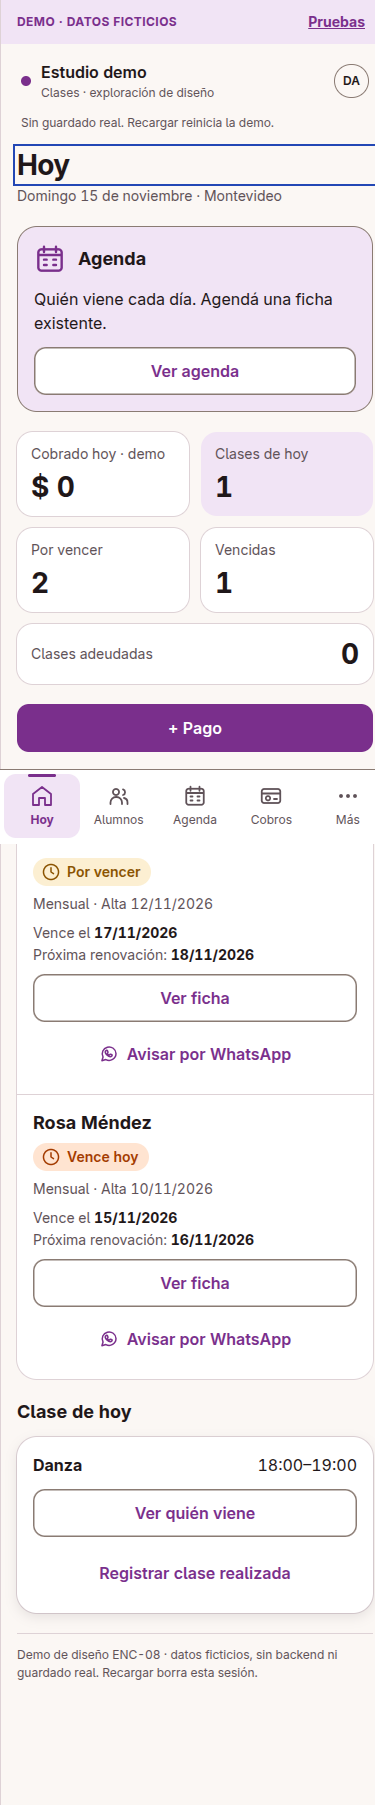 DEMO · DATOS FICTICIOS
Pruebas
Estudio demo
Clases · exploración de diseño
DA
Sin guardado real. Recargar reinicia la demo.
Hoy
Domingo 15 de noviembre · Montevideo
Agenda
Quién viene cada día. Agendá una ficha
existente.
Ver agenda
Cobrado hoy · demo
$ 0
Clases de hoy
1
Por vencer
2
Vencidas
1
Clases adeudadas
0
+ Pago
Hoy
Alumnos
Agenda
Cobros
Más
Por vencer
Mensual · Alta 12/11/2026
Vence el 17/11/2026
Próxima renovación: 18/11/2026
Ver ficha
Avisar por WhatsApp
Rosa Méndez
Vence hoy
Mensual · Alta 10/11/2026
Vence el 15/11/2026
Próxima renovación: 16/11/2026
Ver ficha
Avisar por WhatsApp
Clase de hoy
Danza
18:00–19:00
Ver quién viene
Registrar clase realizada
Demo de diseño ENC-08 · datos ficticios, sin backend ni
guardado real. Recargar borra esta sesión.